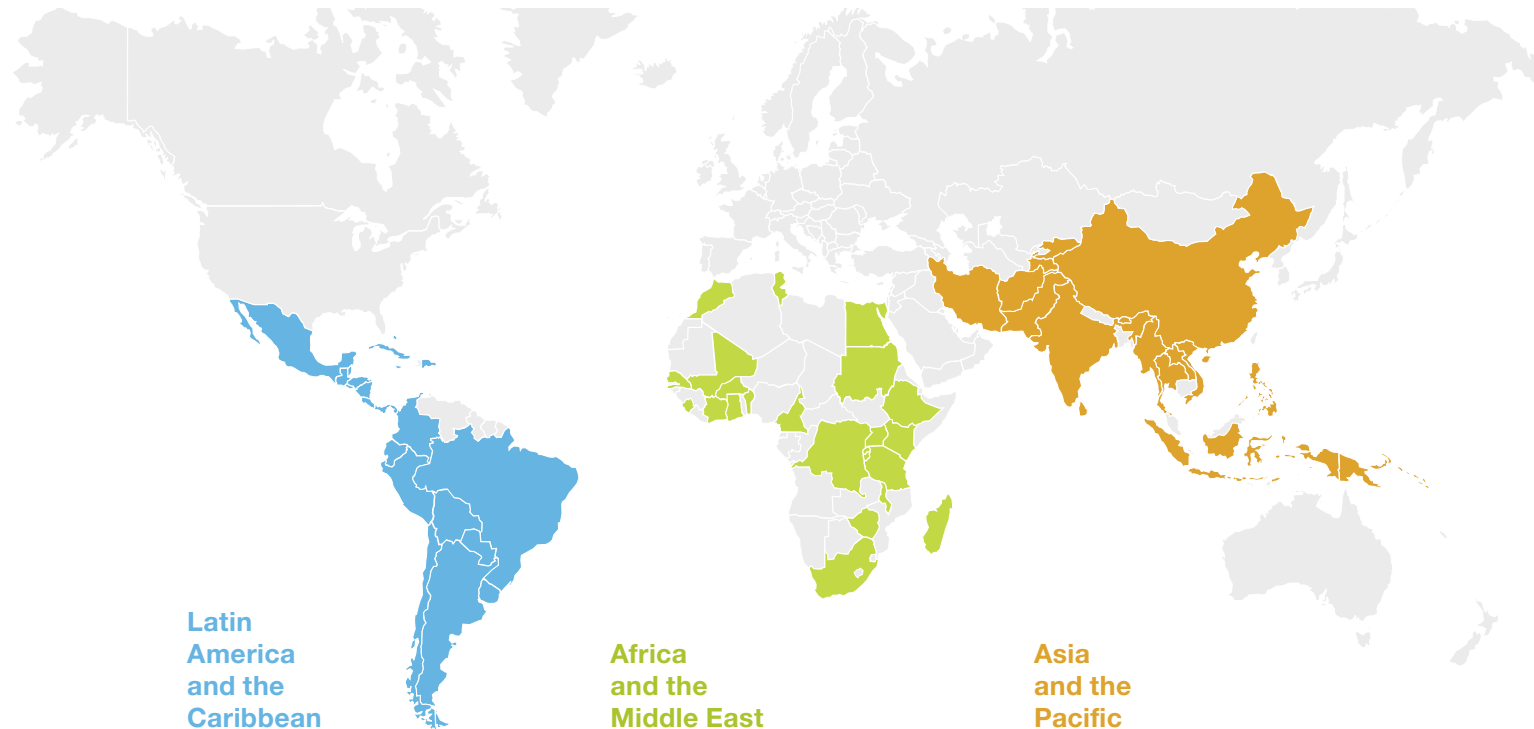 Latin
America
and the
Caribbean
Africa
and the
Middle East
Asia
and the
Pacific